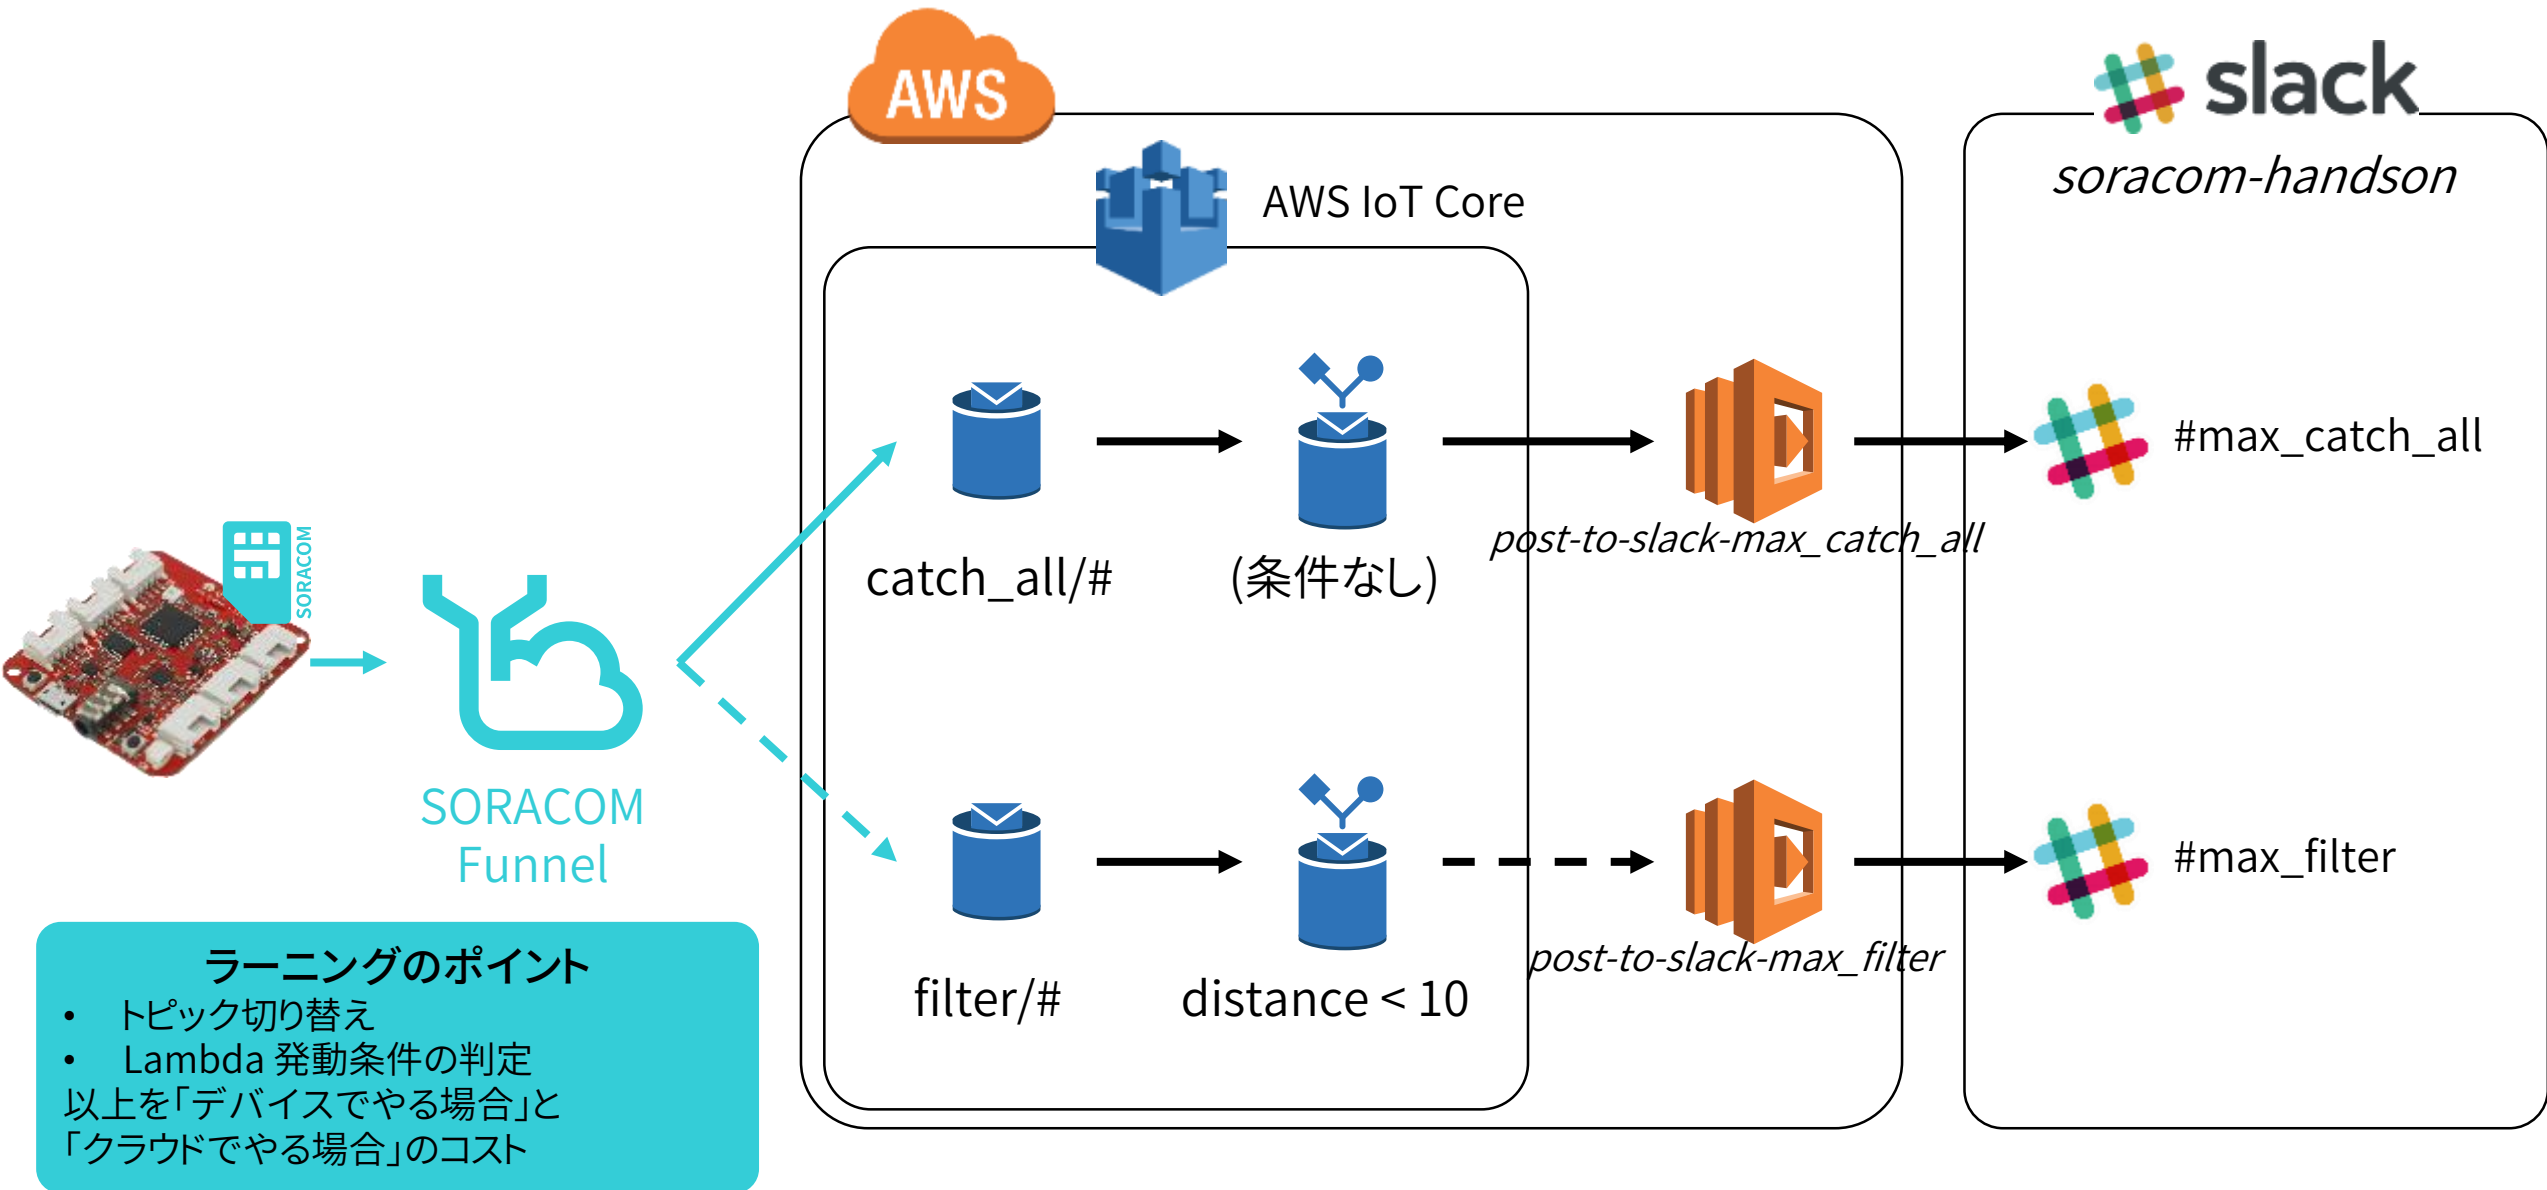 AWS
slack
soracom-handson
AWS IoT Core
#max_catch_all
post-to-slack-max_catch_all
catch_all/#
(条件なし)
SORACOM
SORACOM
Funnel
#max_filter
post-to-slack-max_filter
filter/#
distance < 10
ラーニングのポイント
• トピック切り替え
• Lambda 発動条件の判定
以上を「デバイスでやる場合」と
「クラウドでやる場合」のコスト